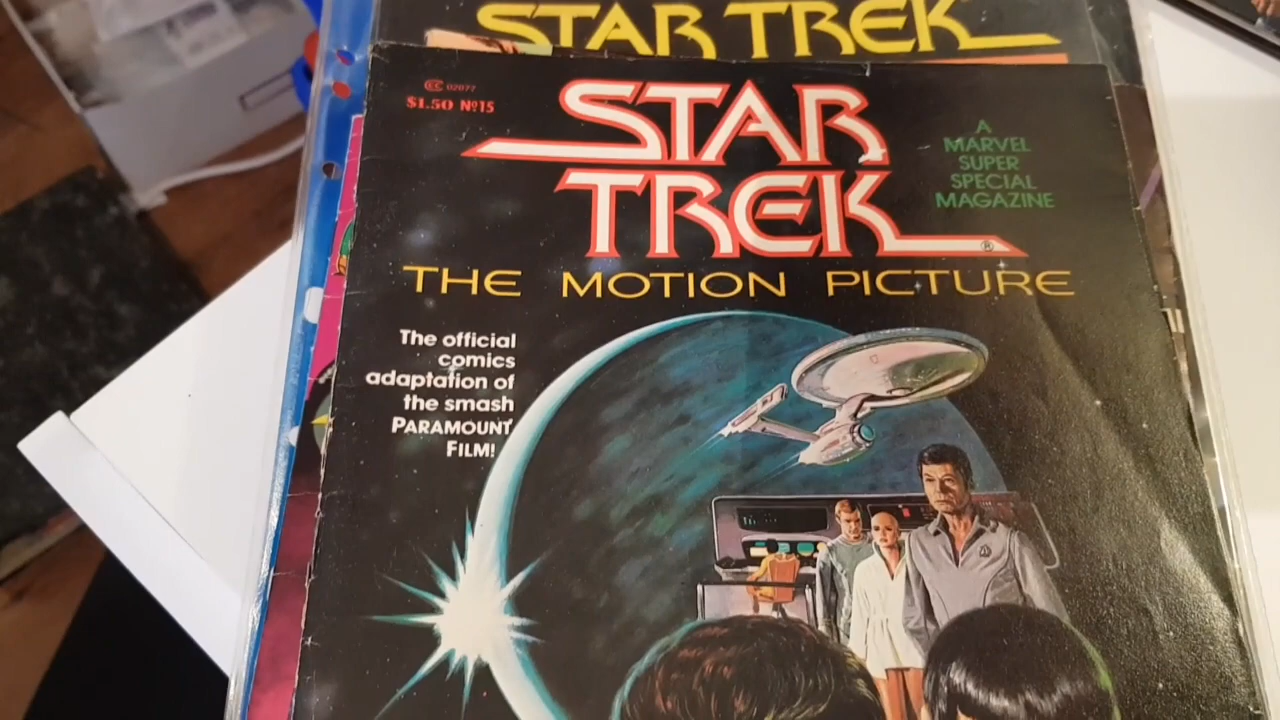 STAR TREK
CC 02077
$1.50 Nº15
STAR
TREK®
A
MARVEL
SUPER
SPECIAL
MAGAZINE
THE MOTION PICTURE
The official
comics
adaptation of
the smash
PARAMOUNT
FILM!